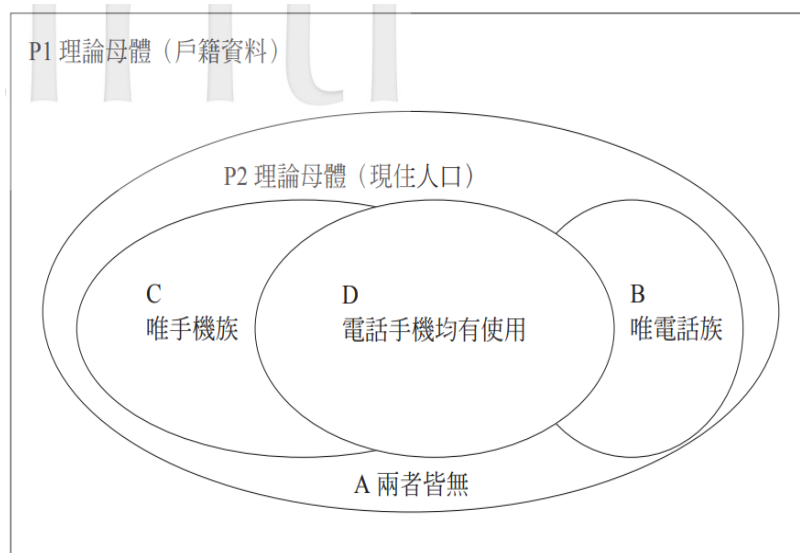 P1 理論母體（戶籍資料）
P2 理論母體（現住人口）
C
唯手機族
D
電話手機均有使用
B
唯電話族
A 兩者皆無